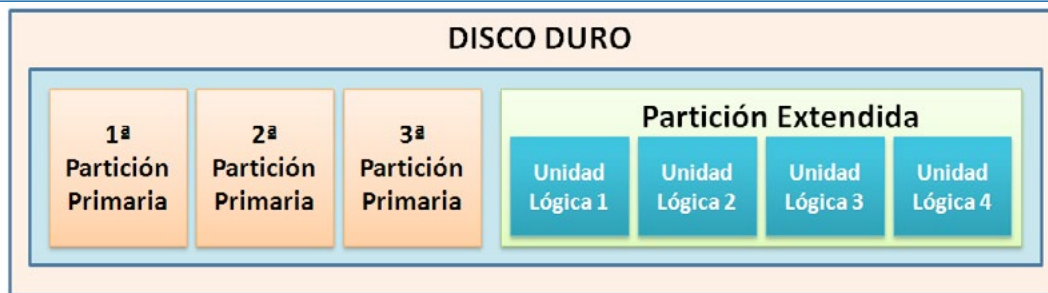 DISCO DURO
1ª
Partición
Primaria
2ª
Partición
Primaria
3ª
Partición
Primaria
Partición Extendida
Unidad
Lógica 1
Unidad
Lógica 2
Unidad
Lógica 3
Unidad
Lógica 4